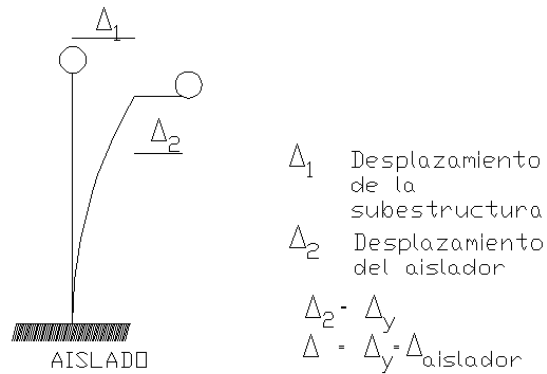 Δ1
Δ2
AISLADO
Δ1 Desplazamiento
de la
subestructura
Δ2 Desplazamiento
del aislador
Δ2 - Δy
Δ - Δy - Δaislador